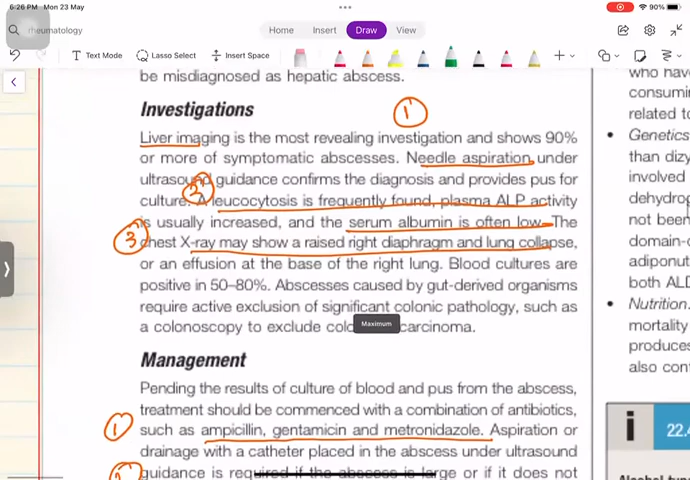 6:26 PM Mon 23 May
90%
rheumatology
Home Insert Draw View
Text Mode Lasso Select Insert Space
be misdiagnosed as hepatic abscess.
Investigations
1
Liver imaging is the most revealing investigation and shows 90%
or more of symptomatic abscesses. Needle aspiration under
ultrasound guidance confirms the diagnosis and provides pus for
culture. A leucocytosis is frequently found, plasma ALP activity
is usually increased, and the serum albumin is often low. The
3
chest X-ray may show a raised right diaphragm and lung collapse,
or an effusion at the base of the right lung. Blood cultures are
positive in 50–80%. Abscesses caused by gut-derived organisms
require active exclusion of significant colonic pathology, such as
a colonoscopy to exclude carcinoma.
Maximum
Management
Pending the results of culture of blood and pus from the abscess,
treatment should be commenced with a combination of antibiotics,
1
such as ampicillin, gentamicin and metronidazole. Aspiration or
drainage with a catheter placed in the abscess under ultrasound
guidance is required if the abscess is large or if it does not
who have
consumin
related to
• Genetics
than dizy
involved
dehydrog
not been
domain-c
adiponut
both ALD
• Nutrition.
mortality
produces
also cont
i 22.4